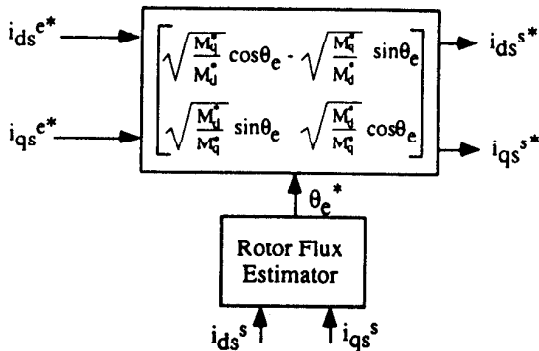 i_ds^e* [ √(M_q*/M_d*) cosθ_e - √(M_q*/M_d*) sinθ_e ] i_ds^s*
i_qs^e* [ √(M_d*/M_q*) sinθ_e √(M_d*/M_q*) cosθ_e ] i_qs^s*
θ_e*
Rotor Flux
Estimator
i_ds^s i_qs^s